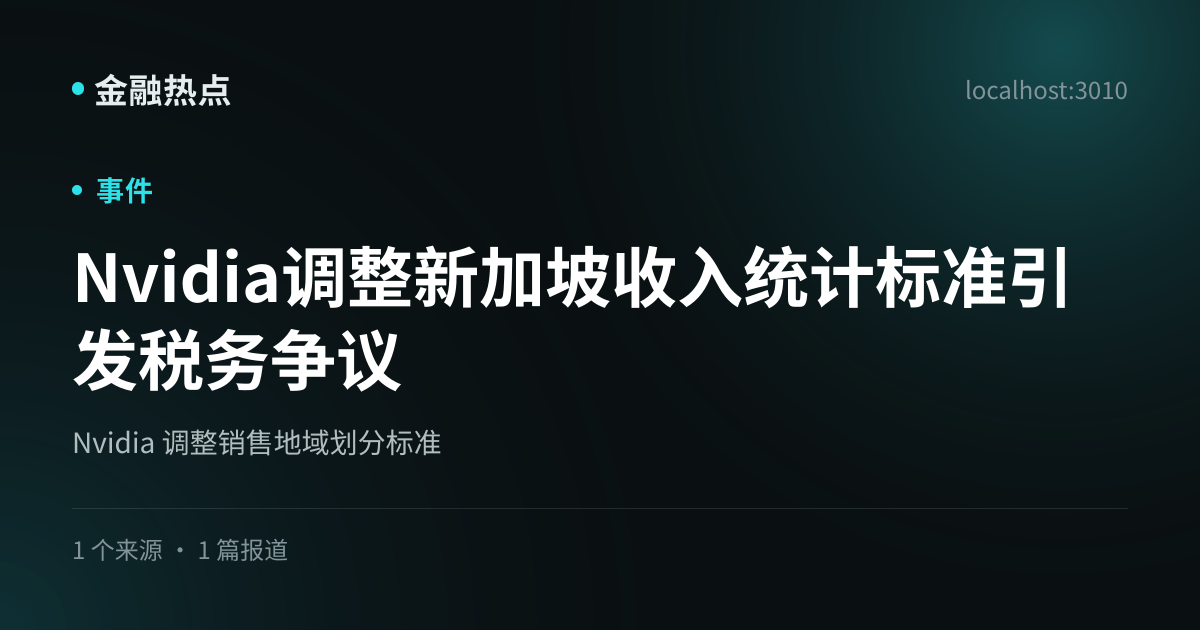 金融热点
localhost:3010
事件
Nvidia调整新加坡收入统计标准引
发税务争议
Nvidia 调整销售地域划分标准
1 个来源 · 1 篇报道